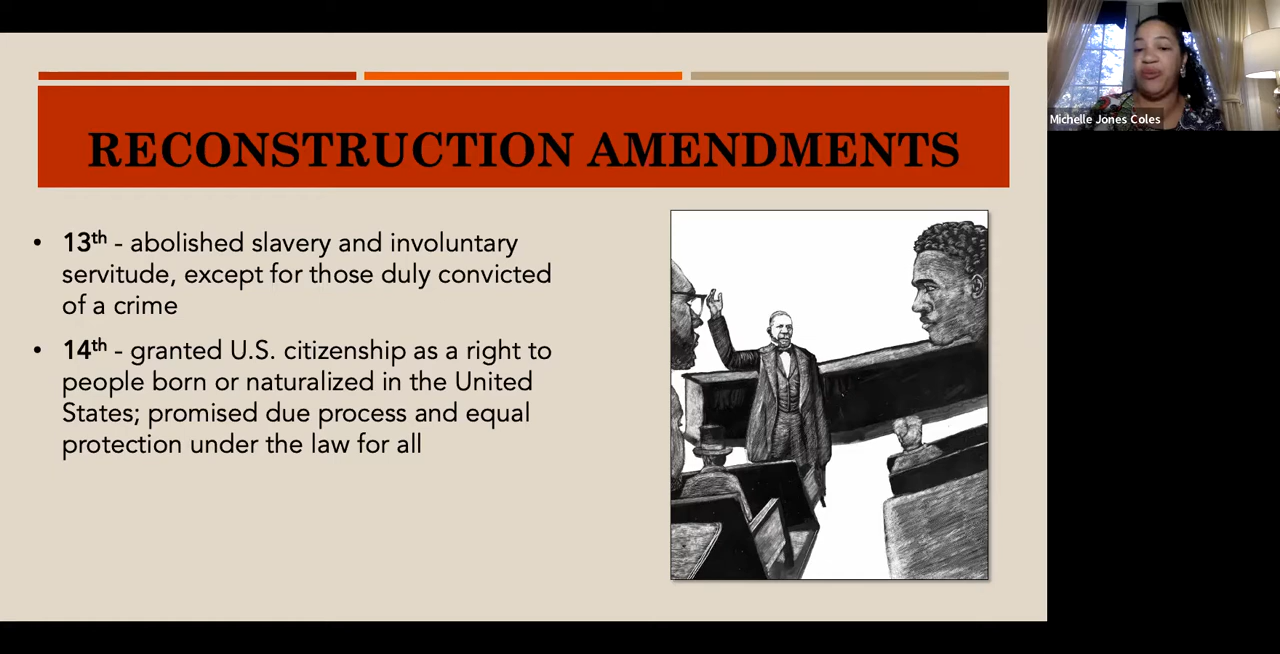 RECONSTRUCTION AMENDMENTS
• 13th - abolished slavery and involuntary
servitude, except for those duly convicted
of a crime
• 14th - granted U.S. citizenship as a right to
people born or naturalized in the United
States; promised due process and equal
protection under the law for all
Michelle Jones Coles